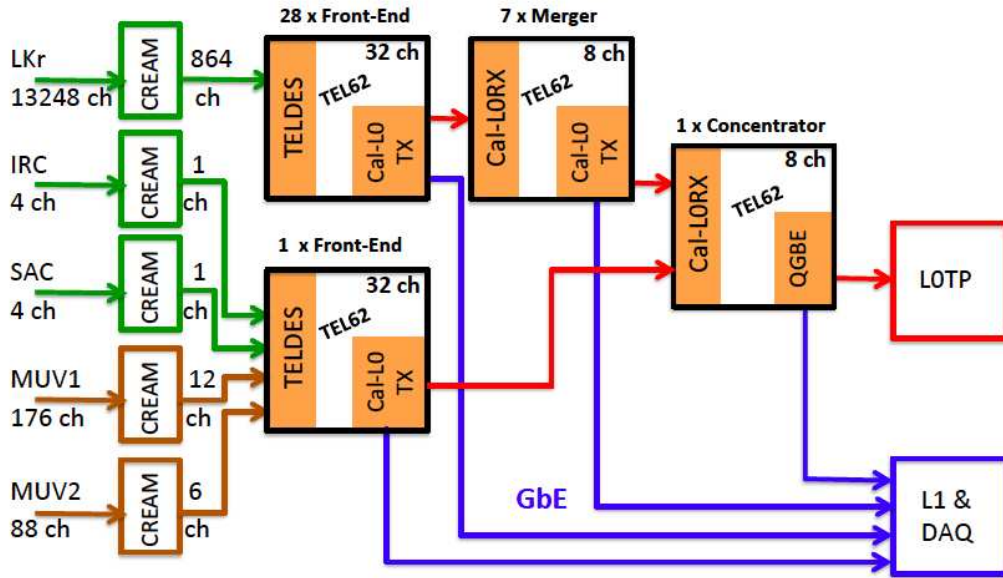 28 x Front-End
7 x Merger
LKr
13248 ch
CREAM
864
ch
TELDES
32 ch
TEL62
Cal-L0
TX
Cal-L0RX
8 ch
TEL62
Cal-L0
TX
1 x Concentrator
IRC
4 ch
CREAM
1
ch
Cal-L0RX
8 ch
TEL62
QGBE
L0TP
SAC
4 ch
CREAM
1
ch
1 x Front-End
TELDES
32 ch
TEL62
Cal-L0
TX
MUV1
176 ch
CREAM
12
ch
MUV2
88 ch
CREAM
6
ch
GbE
L1 &
DAQ